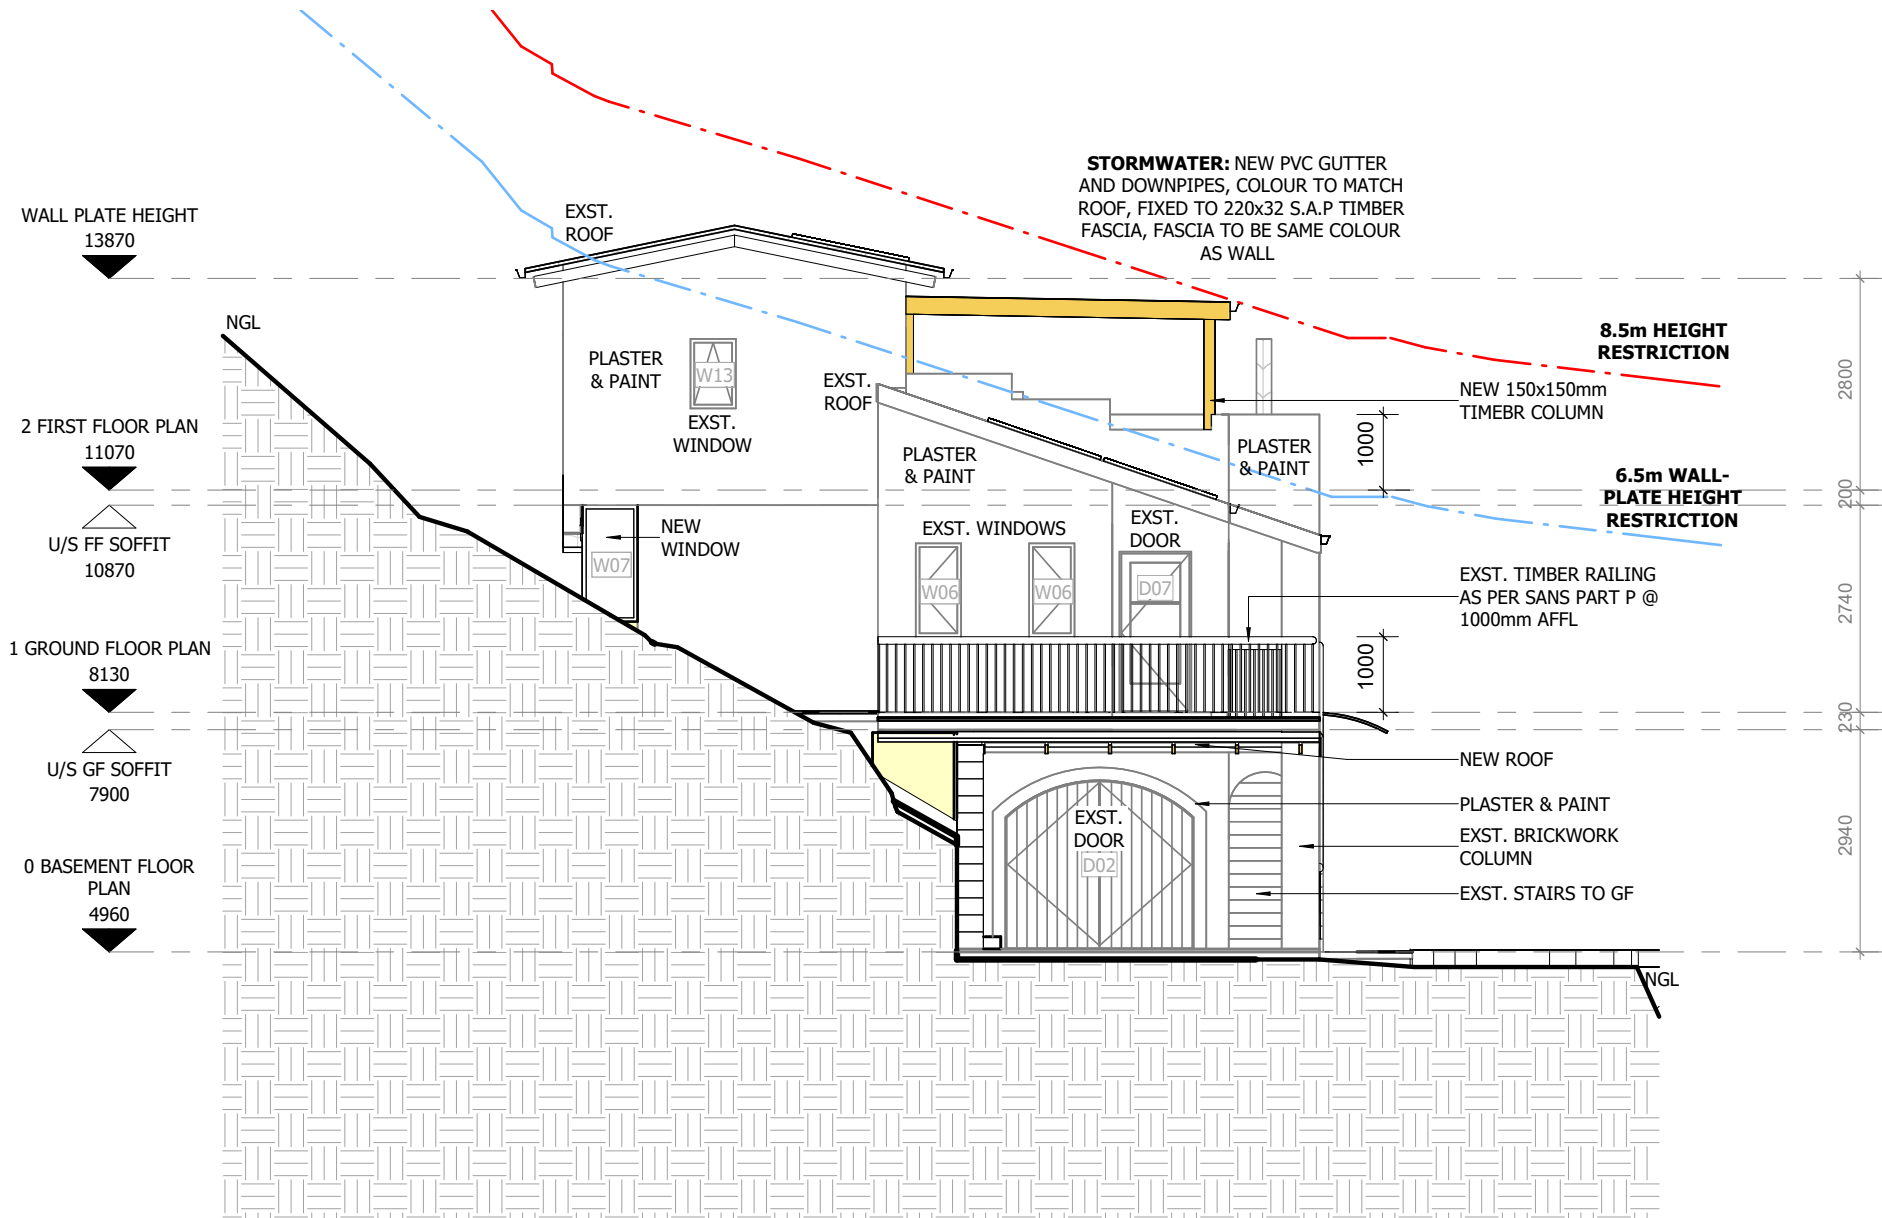 STORMWATER: NEW PVC GUTTER
AND DOWNPIPES, COLOUR TO MATCH
ROOF, FIXED TO 220x32 S.A.P TIMBER
FASCIA, FASCIA TO BE SAME COLOUR
AS WALL
WALL PLATE HEIGHT
13870
EXST.
ROOF
NGL
8.5m HEIGHT
RESTRICTION
PLASTER
& PAINT
W13
EXST.
WINDOW
EXST.
ROOF
NEW 150x150mm
TIMEBR COLUMN
2800
2 FIRST FLOOR PLAN
11070
PLASTER
& PAINT
PLASTER
& PAINT
1000
6.5m WALL-
PLATE HEIGHT
RESTRICTION
200
U/S FF SOFFIT
10870
NEW
WINDOW
W07
EXST. WINDOWS
EXST.
DOOR
W06
W06
D07
EXST. TIMBER RAILING
AS PER SANS PART P @
1000mm AFFL
2740
1 GROUND FLOOR PLAN
8130
1000
230
U/S GF SOFFIT
7900
NEW ROOF
PLASTER & PAINT
EXST.
DOOR
D02
EXST. BRICKWORK
COLUMN
2940
0 BASEMENT FLOOR
PLAN
4960
EXST. STAIRS TO GF
NGL